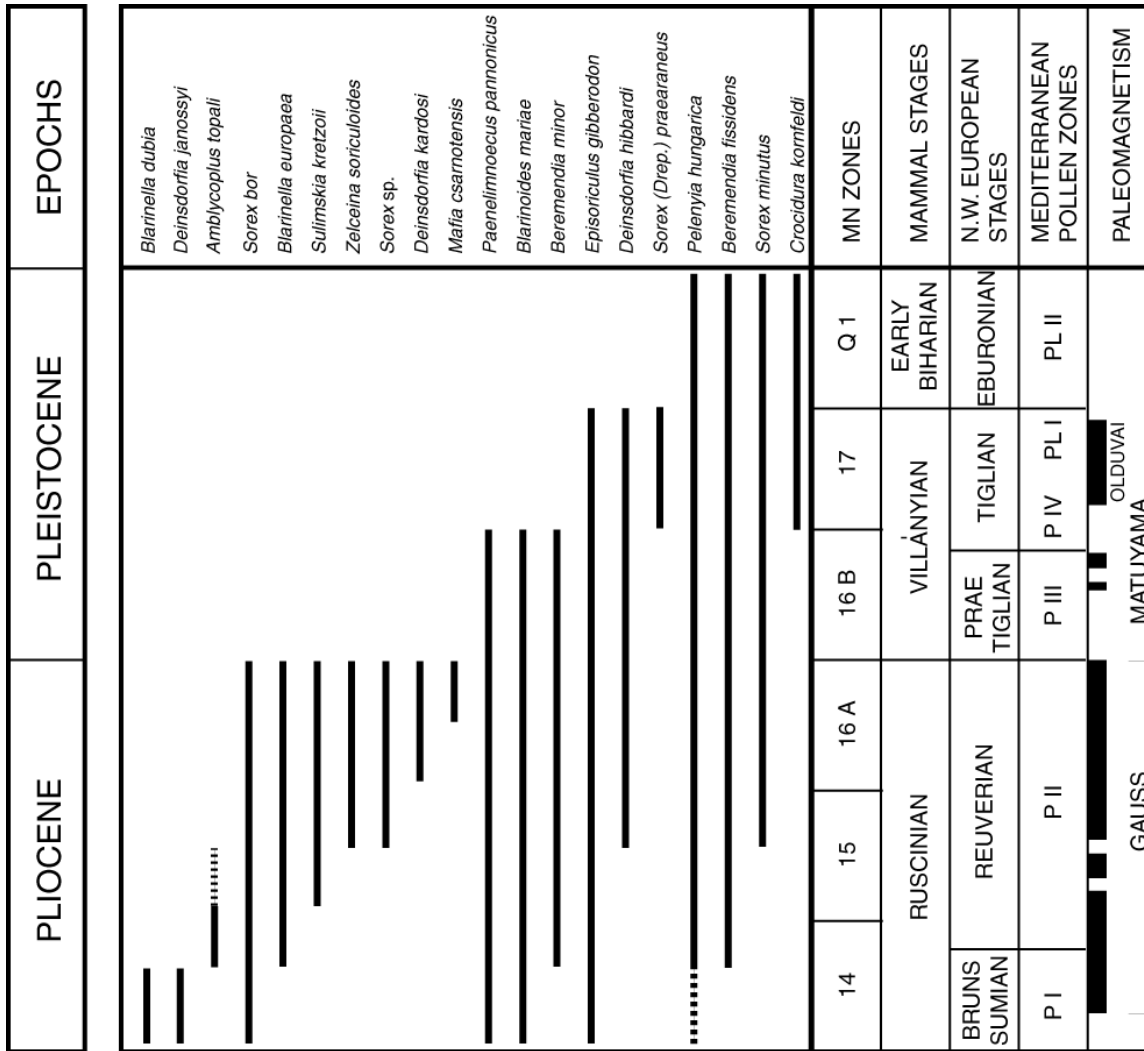 EPOCHS
PLEISTOCENE
PLIOCENE
Blarinella dubia
Deinsdorfia janossyi
Amblycoplus topali
Sorex bor
Blarinella europaea
Sulimskia kretzoii
Zelceina soriculoides
Sorex sp.
Deinsdorfia kardosi
Mafia csarnotensis
Paenelimnoecus pannonicus
Blarinoides mariae
Beremendia minor
Episoriculus gibberodon
Deinsdorfia hibbardi
Sorex (Drep.) praearaneus
Pelenyia hungarica
Beremendia fissidens
Sorex minutus
Crocidura kornfeldi
MN ZONES
Q 1
17
16 B
16 A
15
14
MAMMAL STAGES
EARLY
BIHARIAN
VILLÁNYIAN
RUSCINIAN
N.W. EUROPEAN
STAGES
EBURONIAN
TIGLIAN
PRAE
TIGLIAN
REUVERIAN
BRUNS
SUMIAN
MEDITERRANEAN
POLLEN ZONES
PL II
PL I
P IV
P III
P II
P I
PALEOMAGNETISM
OLDUVAI
MATUYAMA
GAUSS